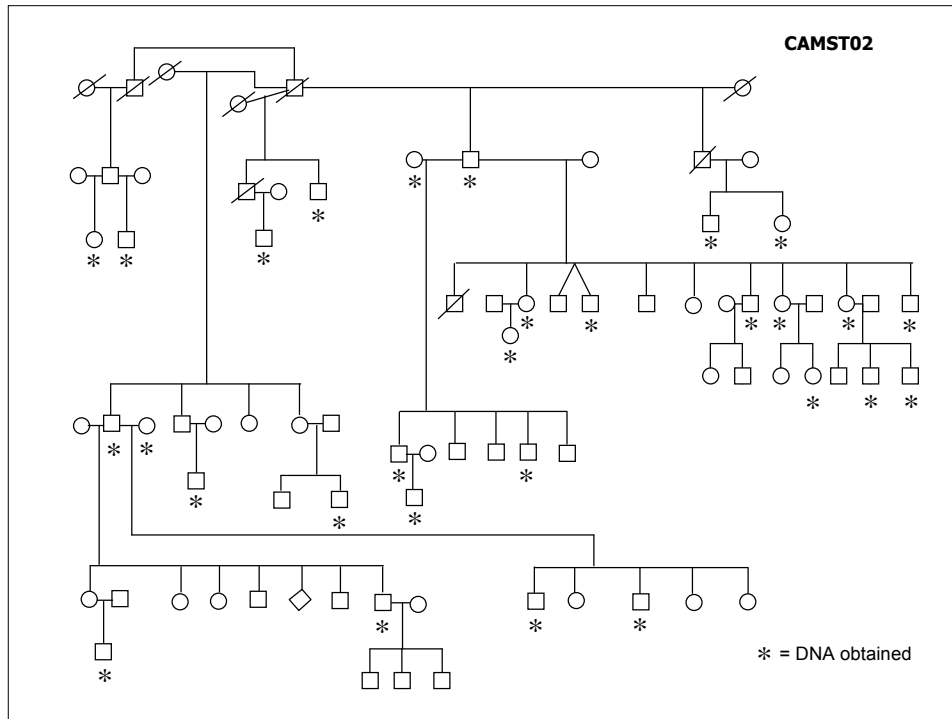 CAMST02
* = DNA obtained